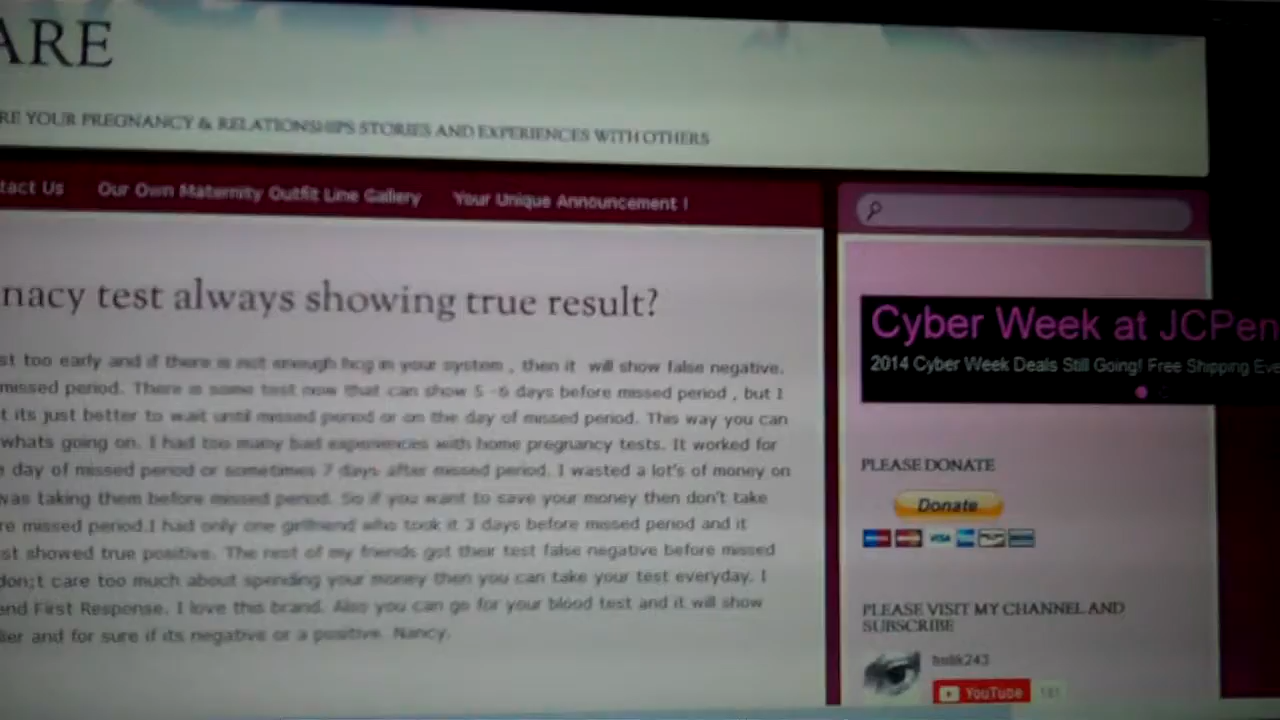 ARE
RE YOUR PREGNANCY & RELATIONSHIPS STORIES AND EXPERIENCES WITH OTHERS
tact Us Our Own Maternity Outfit Line Gallery Your Unique Announcement !
nacy test always showing true result?
st too early and if there is not enough hcg in your system , then it will show false negative.
missed period. There is some test now that can show 5 -6 days before missed period , but I
t its just better to wait until missed period or on the day of missed period. This way you can
whats going on. I had too many bad experiences with home pregnancy tests. It worked for
day of missed period or sometimes 7 days after missed period. I wasted a lot's of money on
was taking them before missed period. So if you want to save your money then don't take
re missed period.I had only one girlfriend who took it 3 days before missed period and it
st showed true positive. The rest of my friends got their test false negative before missed
don;t care too much about spending your money then you can take your test everyday. I
end First Response. I love this brand. Also you can go for your blood test and it will show
lier and for sure if its negative or a positive. Nancy.
Cyber Week at JCPen
2014 Cyber Week Deals Still Going! Free Shipping Eve
PLEASE DONATE
Donate
VISA
PLEASE VISIT MY CHANNEL AND
SUBSCRIBE
YouTube